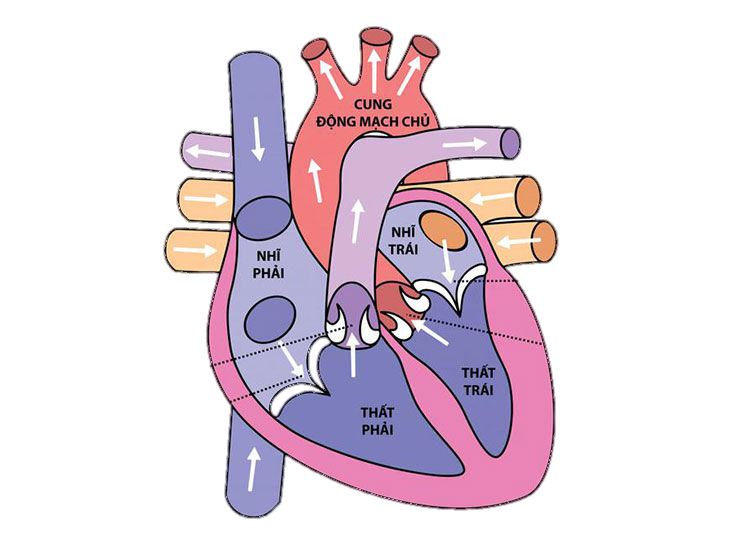 CUNG
ĐỘNG MẠCH CHỦ
NHĨ
PHẢI
NHĨ
TRÁI
THẤT
PHẢI
THẤT
TRÁI